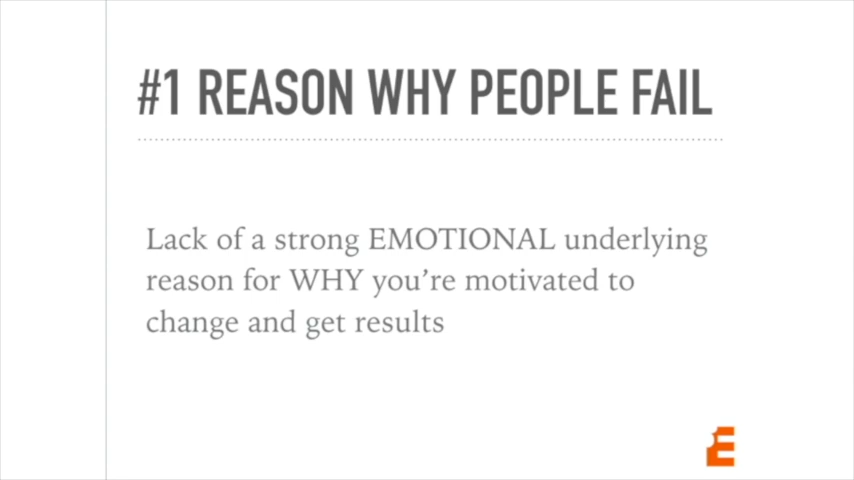 #1 REASON WHY PEOPLE FAIL
Lack of a strong EMOTIONAL underlying
reason for WHY you're motivated to
change and get results
E